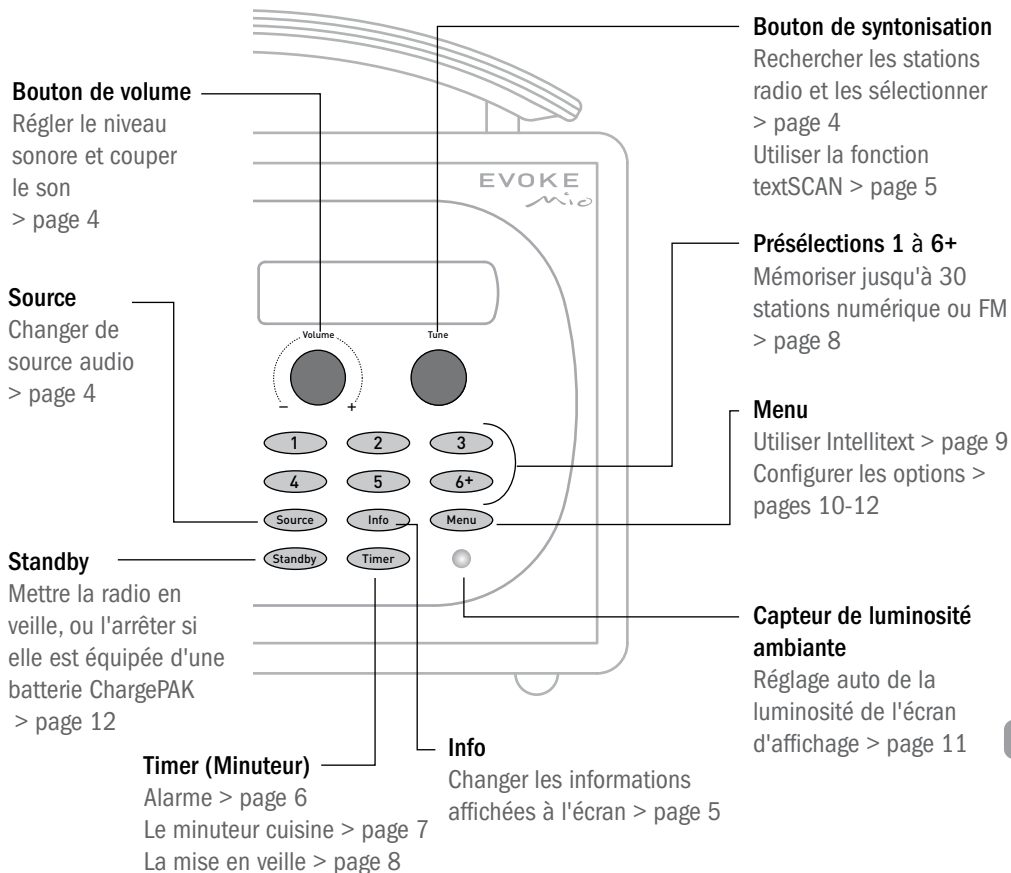 Bouton de volume
Régler le niveau
sonore et couper
le son
> page 4
Source
Changer de
source audio
> page 4
Standby
Mettre la radio en
veille, ou l'arrêter si
elle est équipée d'une
batterie ChargePAK
> page 12
Timer (Minuteur)
Alarme > page 6
Le minuteur cuisine > page 7
La mise en veille > page 8
Info
Changer les informations
affichées à l'écran > page 5
EVOKE
Mio
Volume
Tune
– +
1 2 3
4 5 6+
Source Info Menu
Standby Timer
Bouton de syntonisation
Rechercher les stations
radio et les sélectionner
> page 4
Utiliser la fonction
textSCAN > page 5
Présélections 1 à 6+
Mémoriser jusqu'à 30
stations numérique ou FM
> page 8
Menu
Utiliser Intellitext > page 9
Configurer les options >
pages 10-12
Capteur de luminosité
ambiante
Réglage auto de la
luminosité de l'écran
d'affichage > page 11